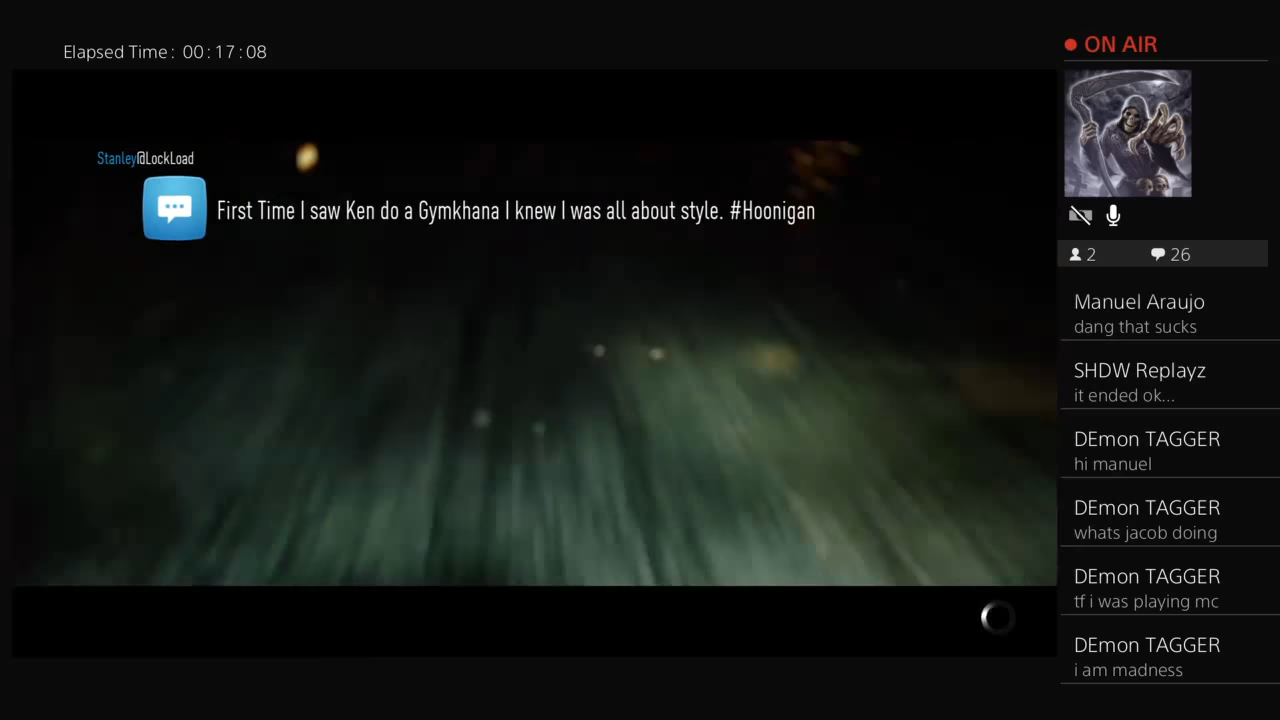 Elapsed Time: 00:17:08
ON AIR
Stanley@LockLoad
First Time I saw Ken do a Gymkhana I knew I was all about style. #Hoonigan
2 26
Manuel Araujo
dang that sucks
SHDW Replayz
it ended ok...
DEmon TAGGER
hi manuel
DEmon TAGGER
whats jacob doing
DEmon TAGGER
tf i was playing mc
DEmon TAGGER
i am madness